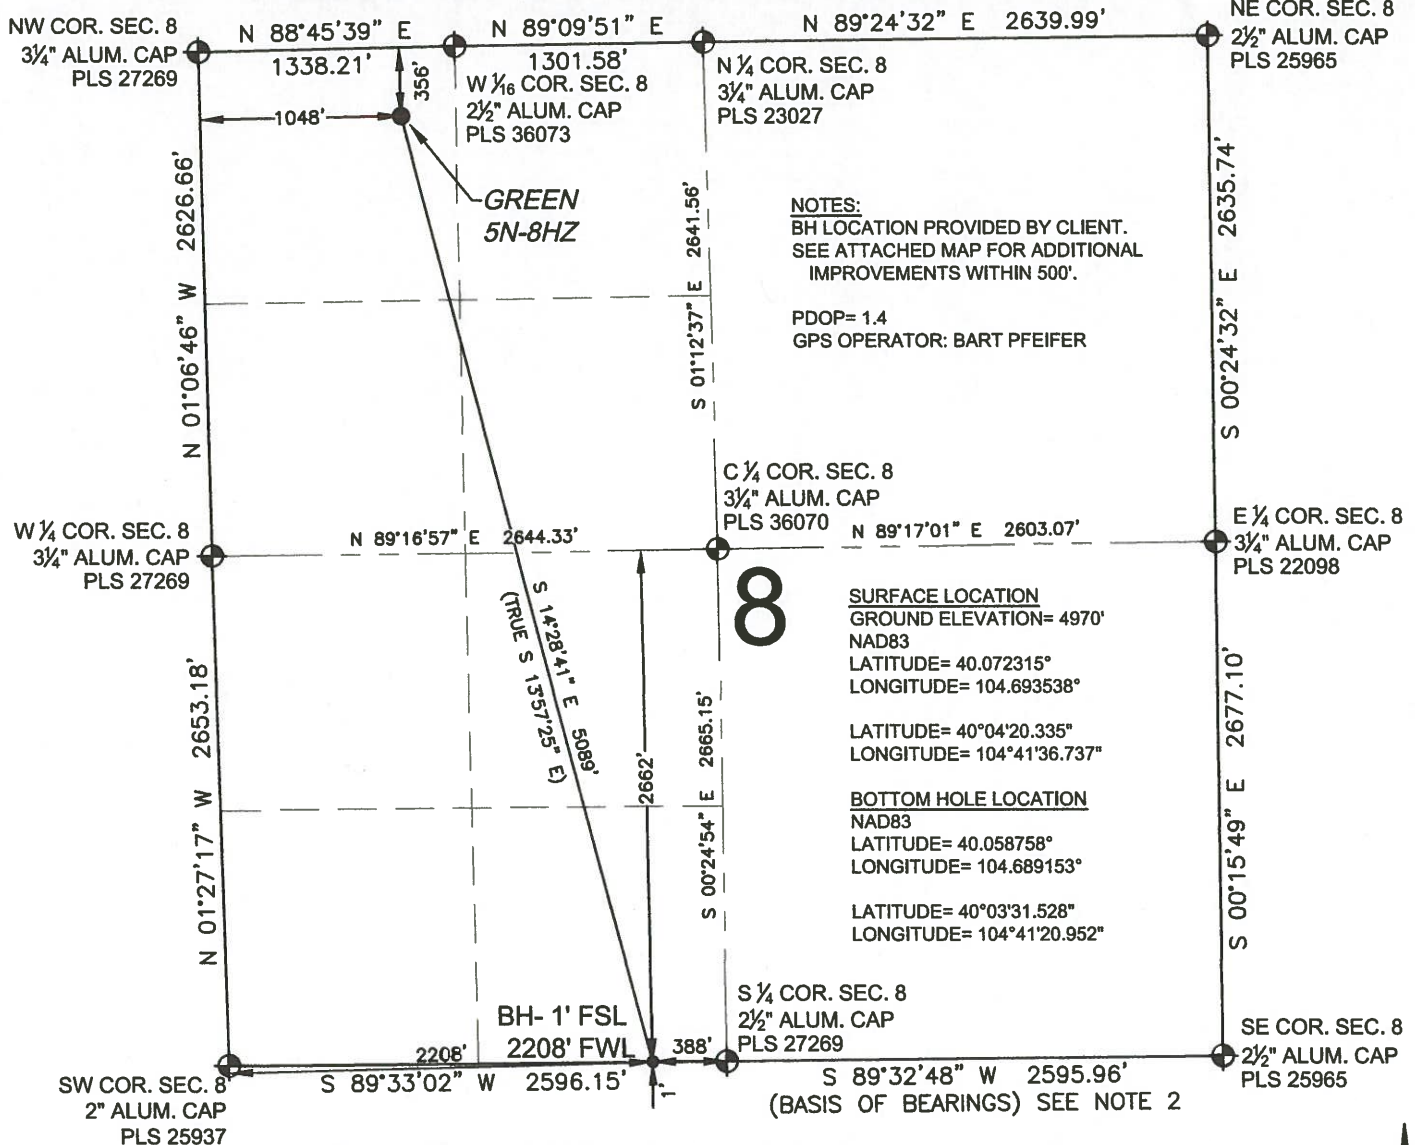 NW COR. SEC. 8
3¼" ALUM. CAP
PLS 27269
N 88°45'39" E
1338.21'
N 89°09'51" E
1301.58'
N 89°24'32" E 2639.99'
NE COR. SEC. 8
2½" ALUM. CAP
PLS 25965
W 1⁄16 COR. SEC. 8
2½" ALUM. CAP
PLS 36073
N ¼ COR. SEC. 8
3¼" ALUM. CAP
PLS 23027
356'
1048'
GREEN
5N-8HZ
N 01°06'46" W 2626.66'
S 01°12'37" E 2641.56'
S 00°24'32" E 2635.74'
NOTES:
BH LOCATION PROVIDED BY CLIENT.
SEE ATTACHED MAP FOR ADDITIONAL
IMPROVEMENTS WITHIN 500'.
PDOP= 1.4
GPS OPERATOR: BART PFEIFER
C ¼ COR. SEC. 8
3¼" ALUM. CAP
PLS 36070
W ¼ COR. SEC. 8
3¼" ALUM. CAP
PLS 27269
N 89°16'57" E 2644.33'
N 89°17'01" E 2603.07'
E ¼ COR. SEC. 8
3¼" ALUM. CAP
PLS 22098
8
S 14°28'41" E 5089'
(TRUE S 13°57'25" E)
2662'
SURFACE LOCATION
GROUND ELEVATION= 4970'
NAD83
LATITUDE= 40.072315°
LONGITUDE= 104.693538°
LATITUDE= 40°04'20.335"
LONGITUDE= 104°41'36.737"
BOTTOM HOLE LOCATION
NAD83
LATITUDE= 40.058758°
LONGITUDE= 104.689153°
LATITUDE= 40°03'31.528"
LONGITUDE= 104°41'20.952"
N 01°27'17" W 2653.18'
S 00°24'54" E 2665.15'
S 00°15'49" E 2677.10'
BH- 1' FSL
2208' FWL
2208'
388'
1'
S ¼ COR. SEC. 8
2½" ALUM. CAP
PLS 27269
SE COR. SEC. 8
2½" ALUM. CAP
PLS 25965
SW COR. SEC. 8
2" ALUM. CAP
PLS 25937
S 89°33'02" W 2596.15'
S 89°32'48" W 2595.96'
(BASIS OF BEARINGS) SEE NOTE 2